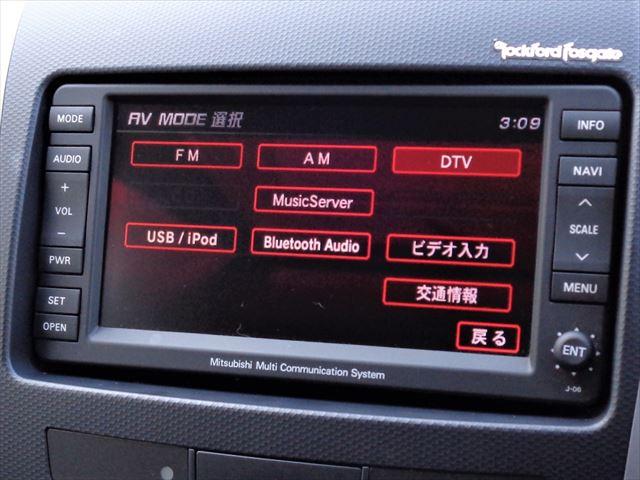 Rockford Fosgate
MODE
AUDIO
+
VOL
−
PWR
SET
OPEN
AV MODE 選択
3:09
FM
AM
DTV
MusicServer
USB / iPod
Bluetooth Audio
ビデオ入力
交通情報
戻る
INFO
NAVI
SCALE
MENU
ENT
J-06
Mitsubishi Multi Communication System